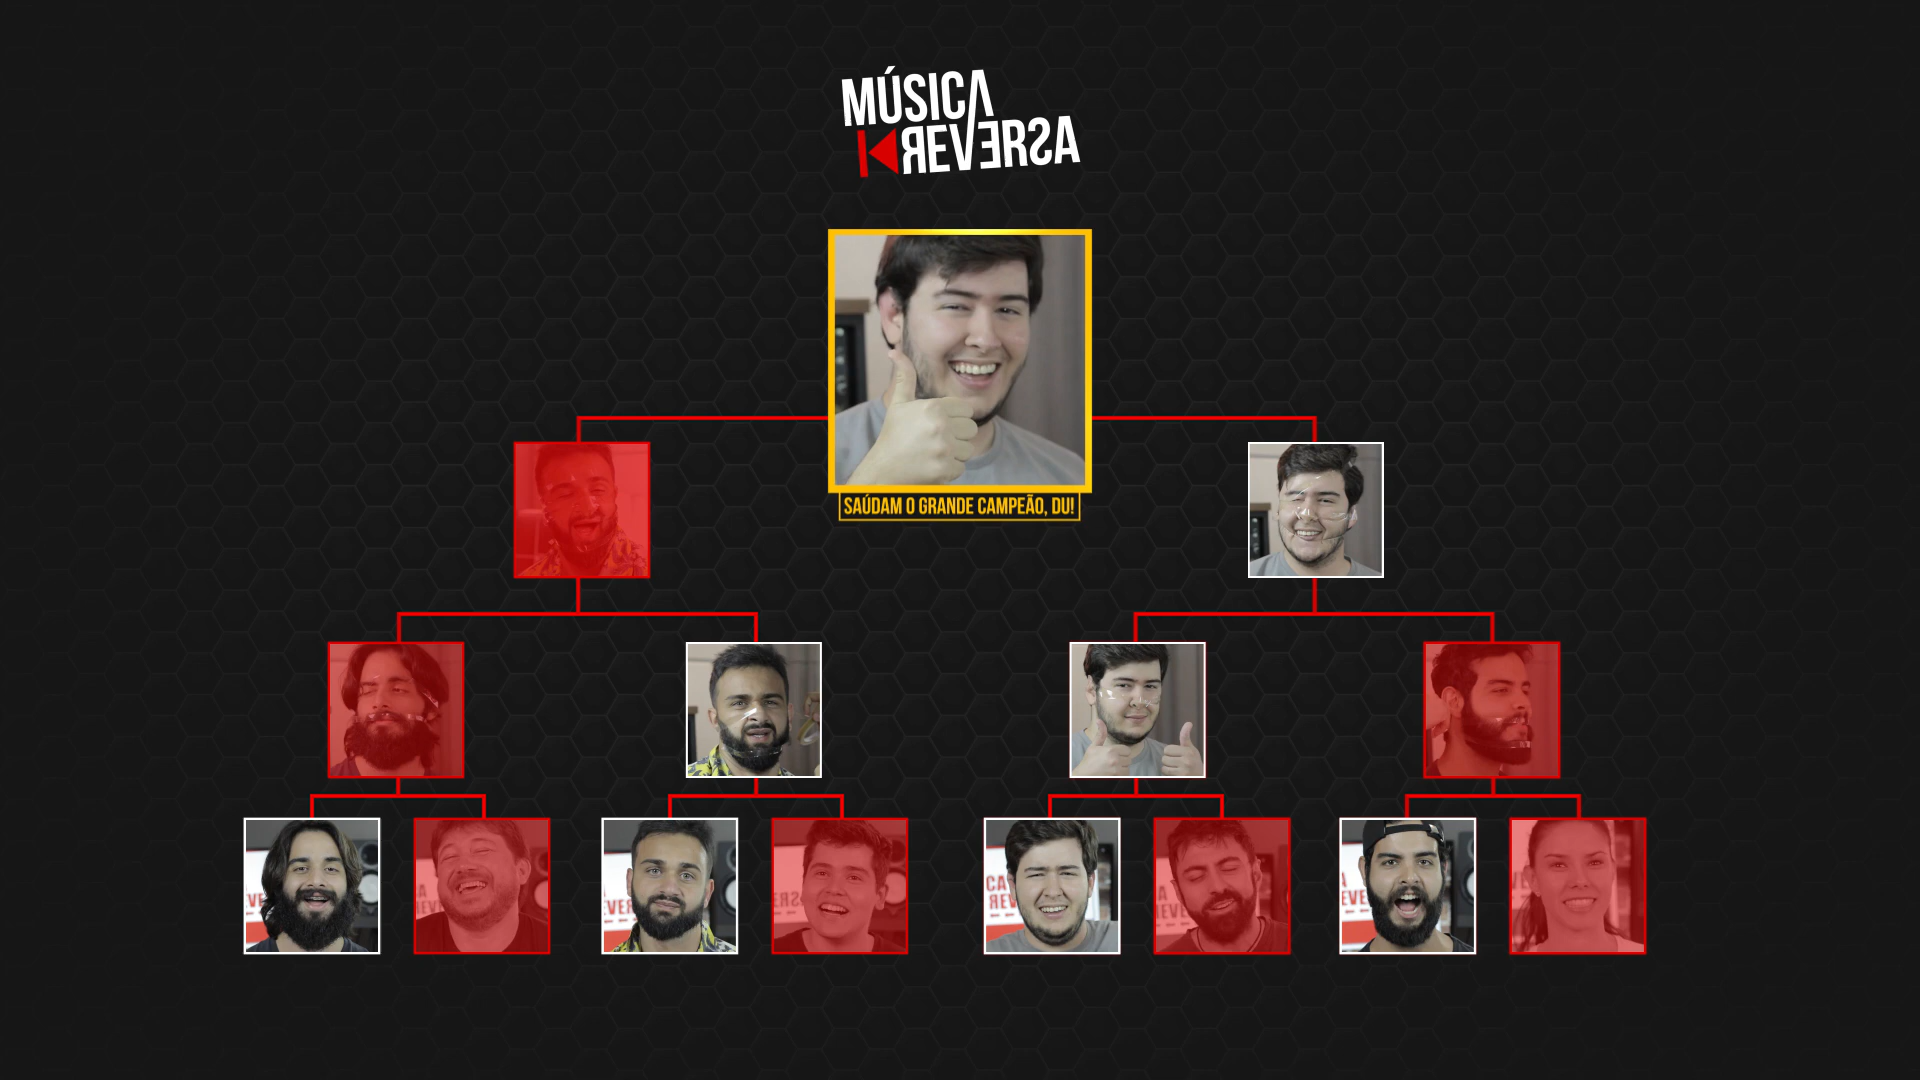 MÚSICA
REVERSA
SAÚDAM O GRANDE CAMPEÃO, DU!